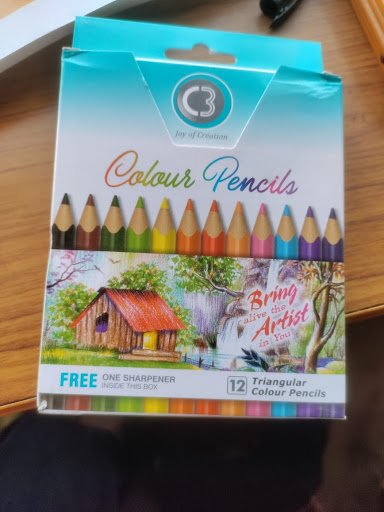 C3
Joy of Creation
Colour Pencils
Bring
alive the
Artist
in You
FREE ONE SHARPENER
INSIDE THIS BOX
12 Triangular
Colour Pencils